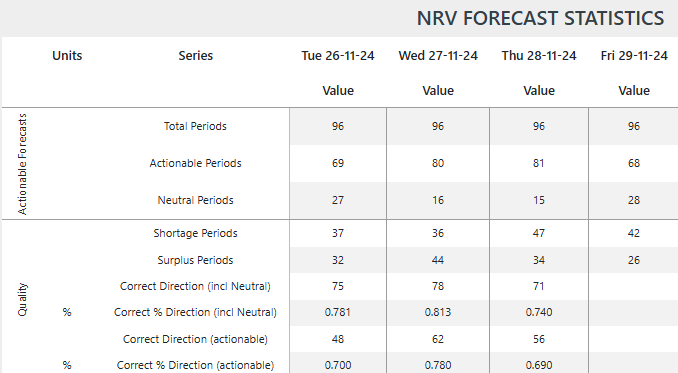 NRV FORECAST STATISTICS
Units Series Tue 26-11-24 Wed 27-11-24 Thu 28-11-24 Fri 29-11-24
Value Value Value Value
Actionable Forecasts
Total Periods 96 96 96 96
Actionable Periods 69 80 81 68
Neutral Periods 27 16 15 28
Quality
Shortage Periods 37 36 47 42
Surplus Periods 32 44 34 26
Correct Direction (incl Neutral) 75 78 71
% Correct % Direction (incl Neutral) 0.781 0.813 0.740
Correct Direction (actionable) 48 62 56
% Correct % Direction (actionable) 0.700 0.780 0.690